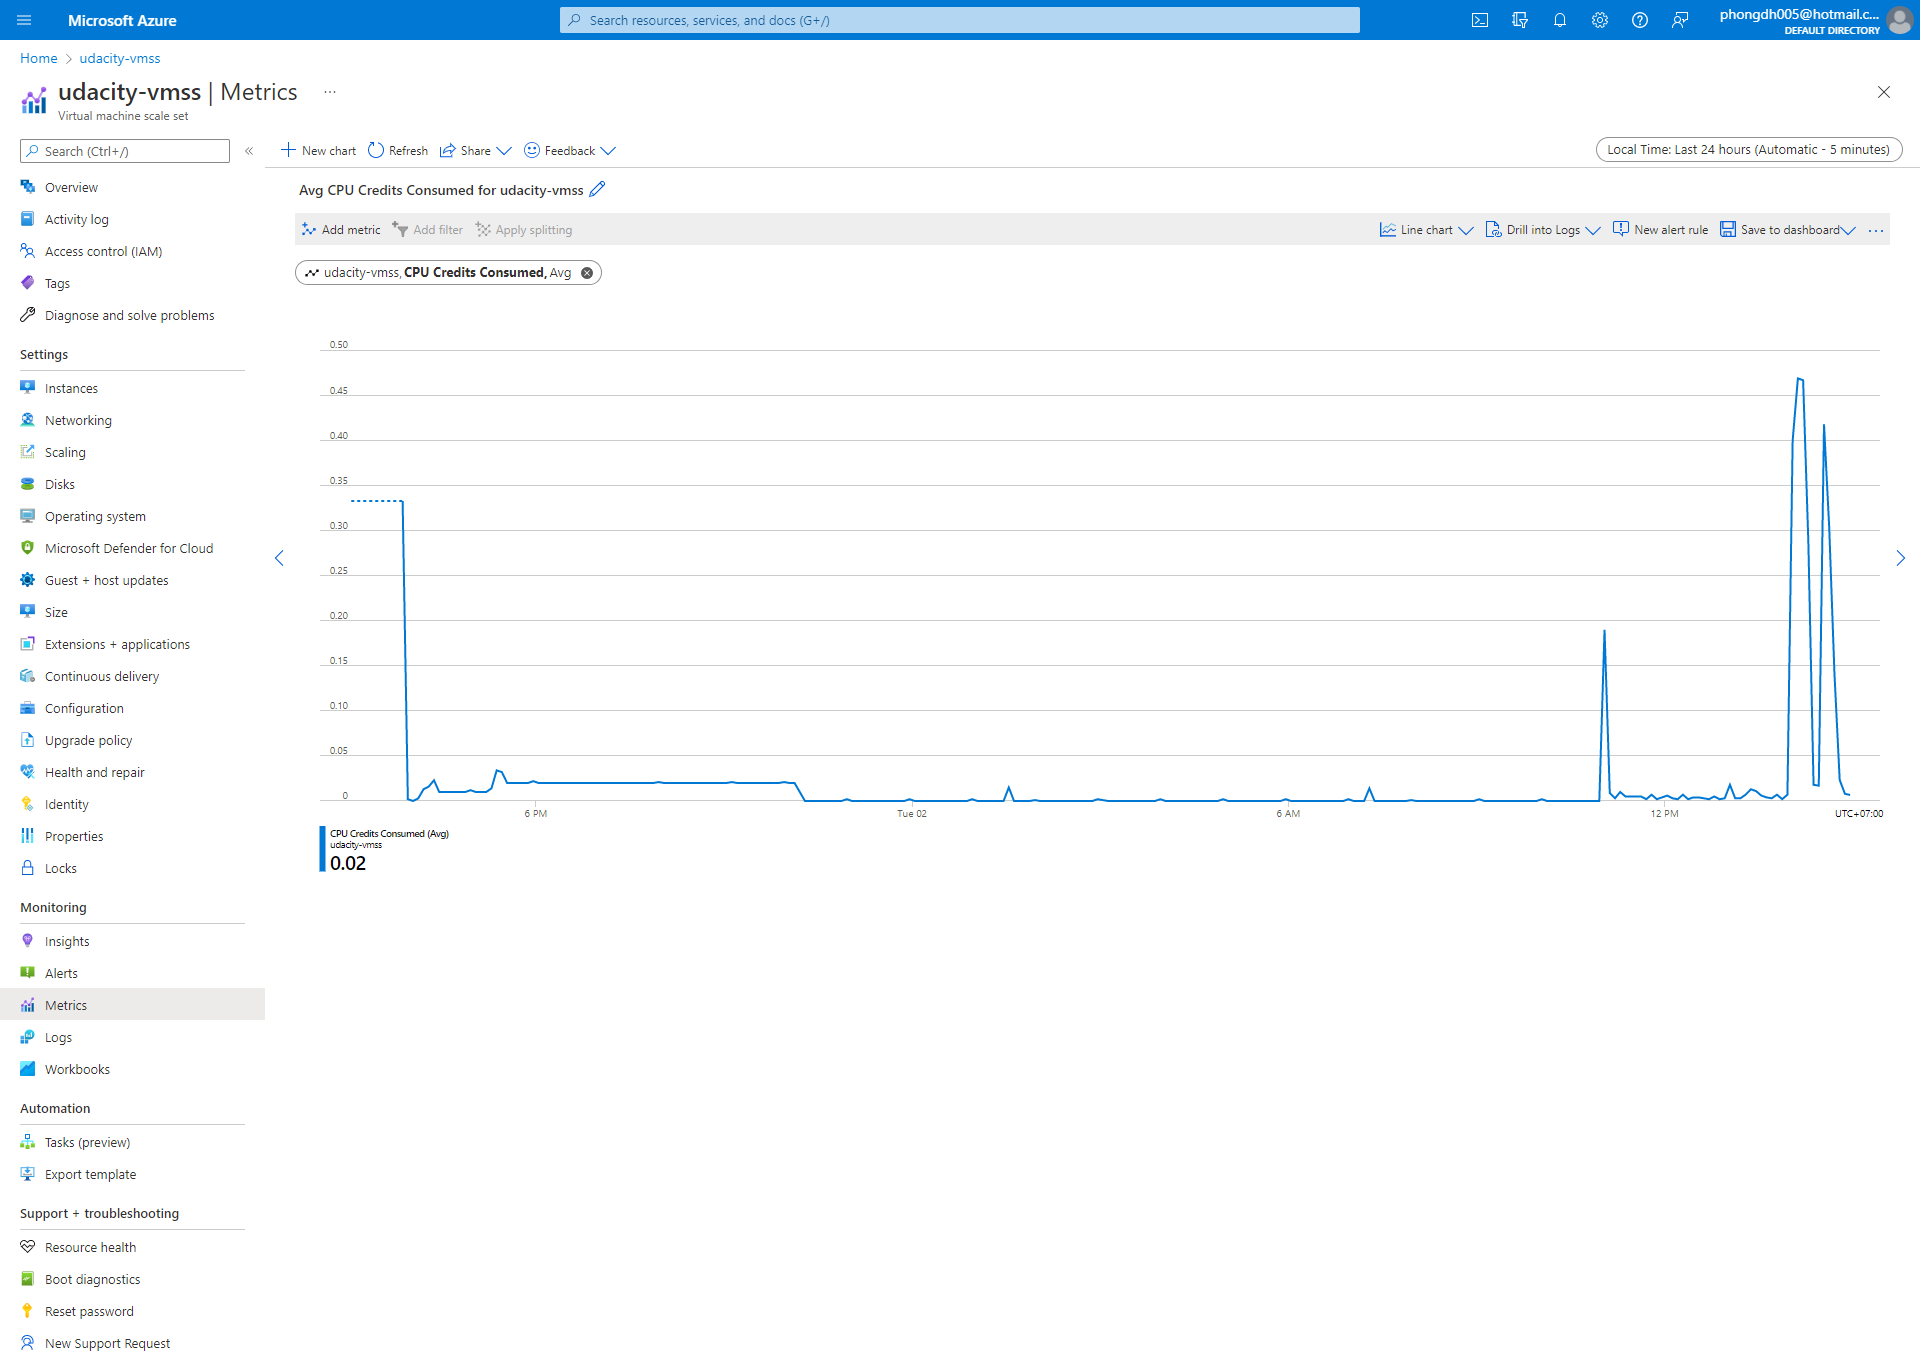 Microsoft Azure
Search resources, services, and docs (G+/)
phongdh005@hotmail.c...
DEFAULT DIRECTORY
Home
udacity-vmss
udacity-vmss | Metrics ...
Virtual machine scale set
Search (Ctrl+/)
Overview
Activity log
Access control (IAM)
Tags
Diagnose and solve problems
Settings
Instances
Networking
Scaling
Disks
Operating system
Microsoft Defender for Cloud
Guest + host updates
Size
Extensions + applications
Continuous delivery
Configuration
Upgrade policy
Health and repair
Identity
Properties
Locks
Monitoring
Insights
Alerts
Metrics
Logs
Workbooks
Automation
Tasks (preview)
Export template
Support + troubleshooting
Resource health
Boot diagnostics
Reset password
New Support Request
New chart Refresh Share Feedback
Local Time: Last 24 hours (Automatic - 5 minutes)
Avg CPU Credits Consumed for udacity-vmss
Add metric Add filter Apply splitting
Line chart Drill into Logs New alert rule Save to dashboard ...
udacity-vmss, CPU Credits Consumed, Avg
0.50
0.45
0.40
0.35
0.30
0.25
0.20
0.15
0.10
0.05
0
6 PM Tue 02 6 AM 12 PM UTC+07:00
CPU Credits Consumed (Avg)
udacity-vmss
0.02